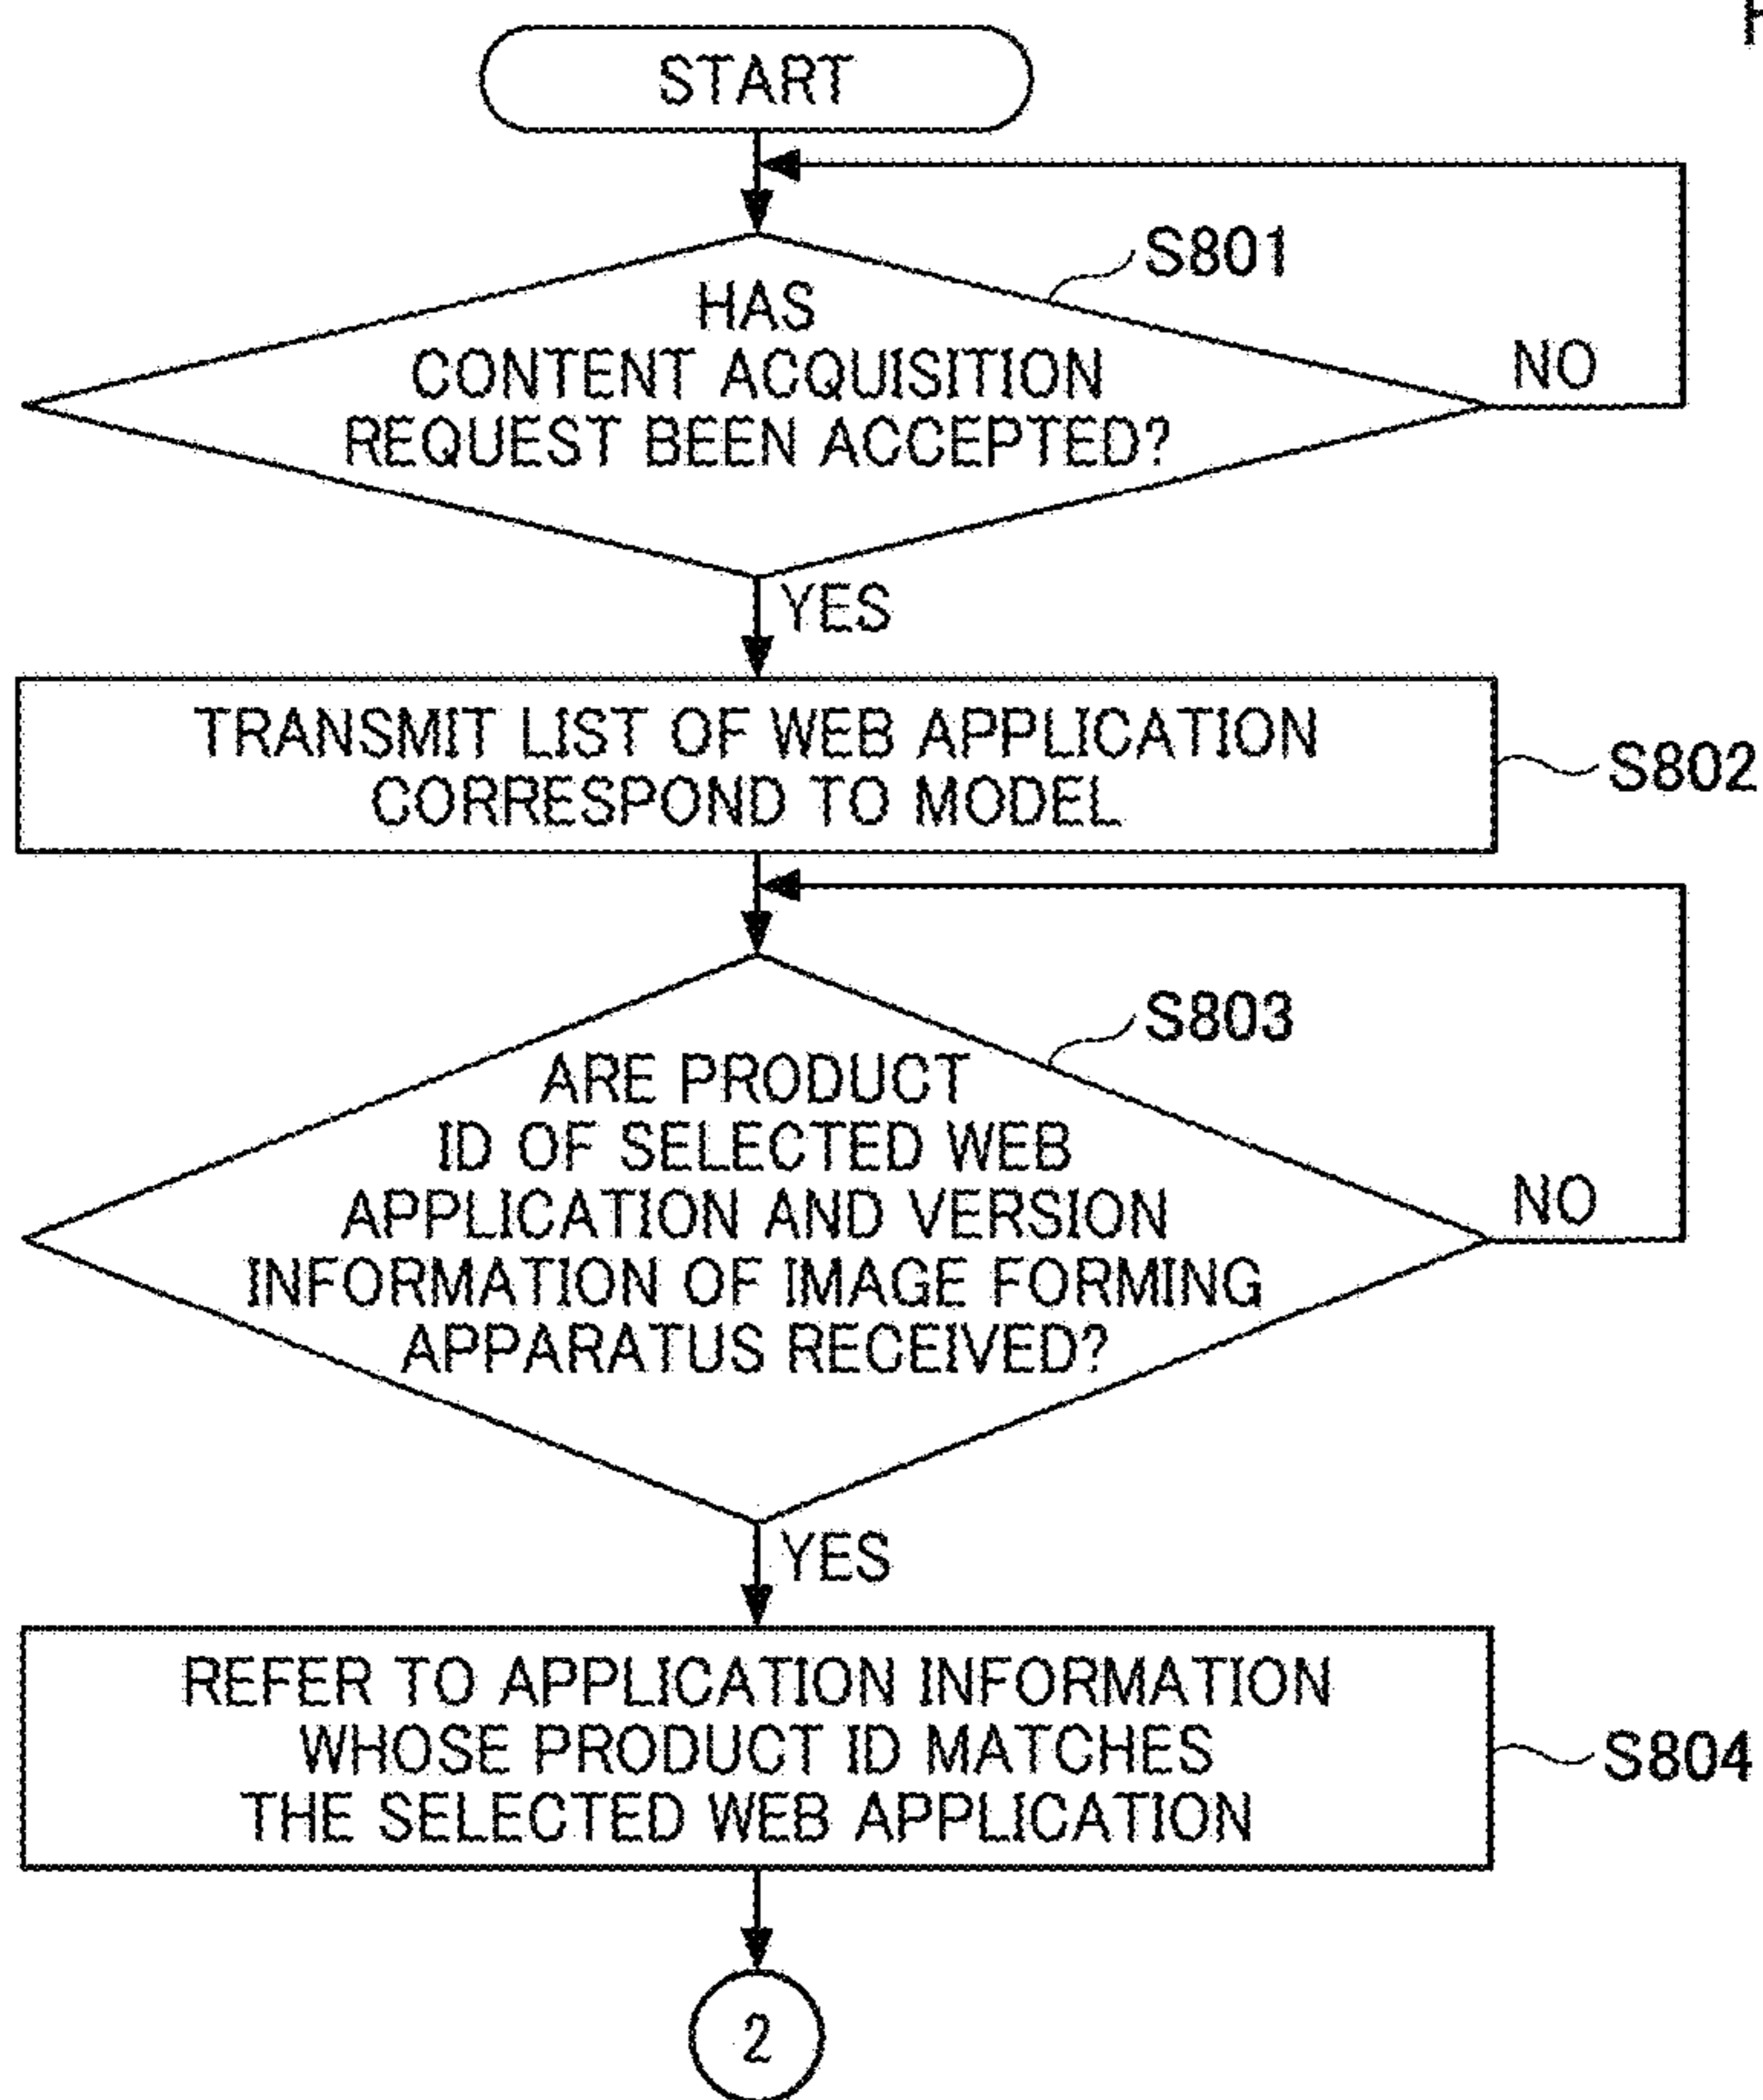 START
S801
HAS
CONTENT ACQUISITION
REQUEST BEEN ACCEPTED?
NO
YES
TRANSMIT LIST OF WEB APPLICATION
CORRESPOND TO MODEL
S802
S803
ARE PRODUCT
ID OF SELECTED WEB
APPLICATION AND VERSION
INFORMATION OF IMAGE FORMING
APPARATUS RECEIVED?
NO
YES
REFER TO APPLICATION INFORMATION
WHOSE PRODUCT ID MATCHES
THE SELECTED WEB APPLICATION
S804
2